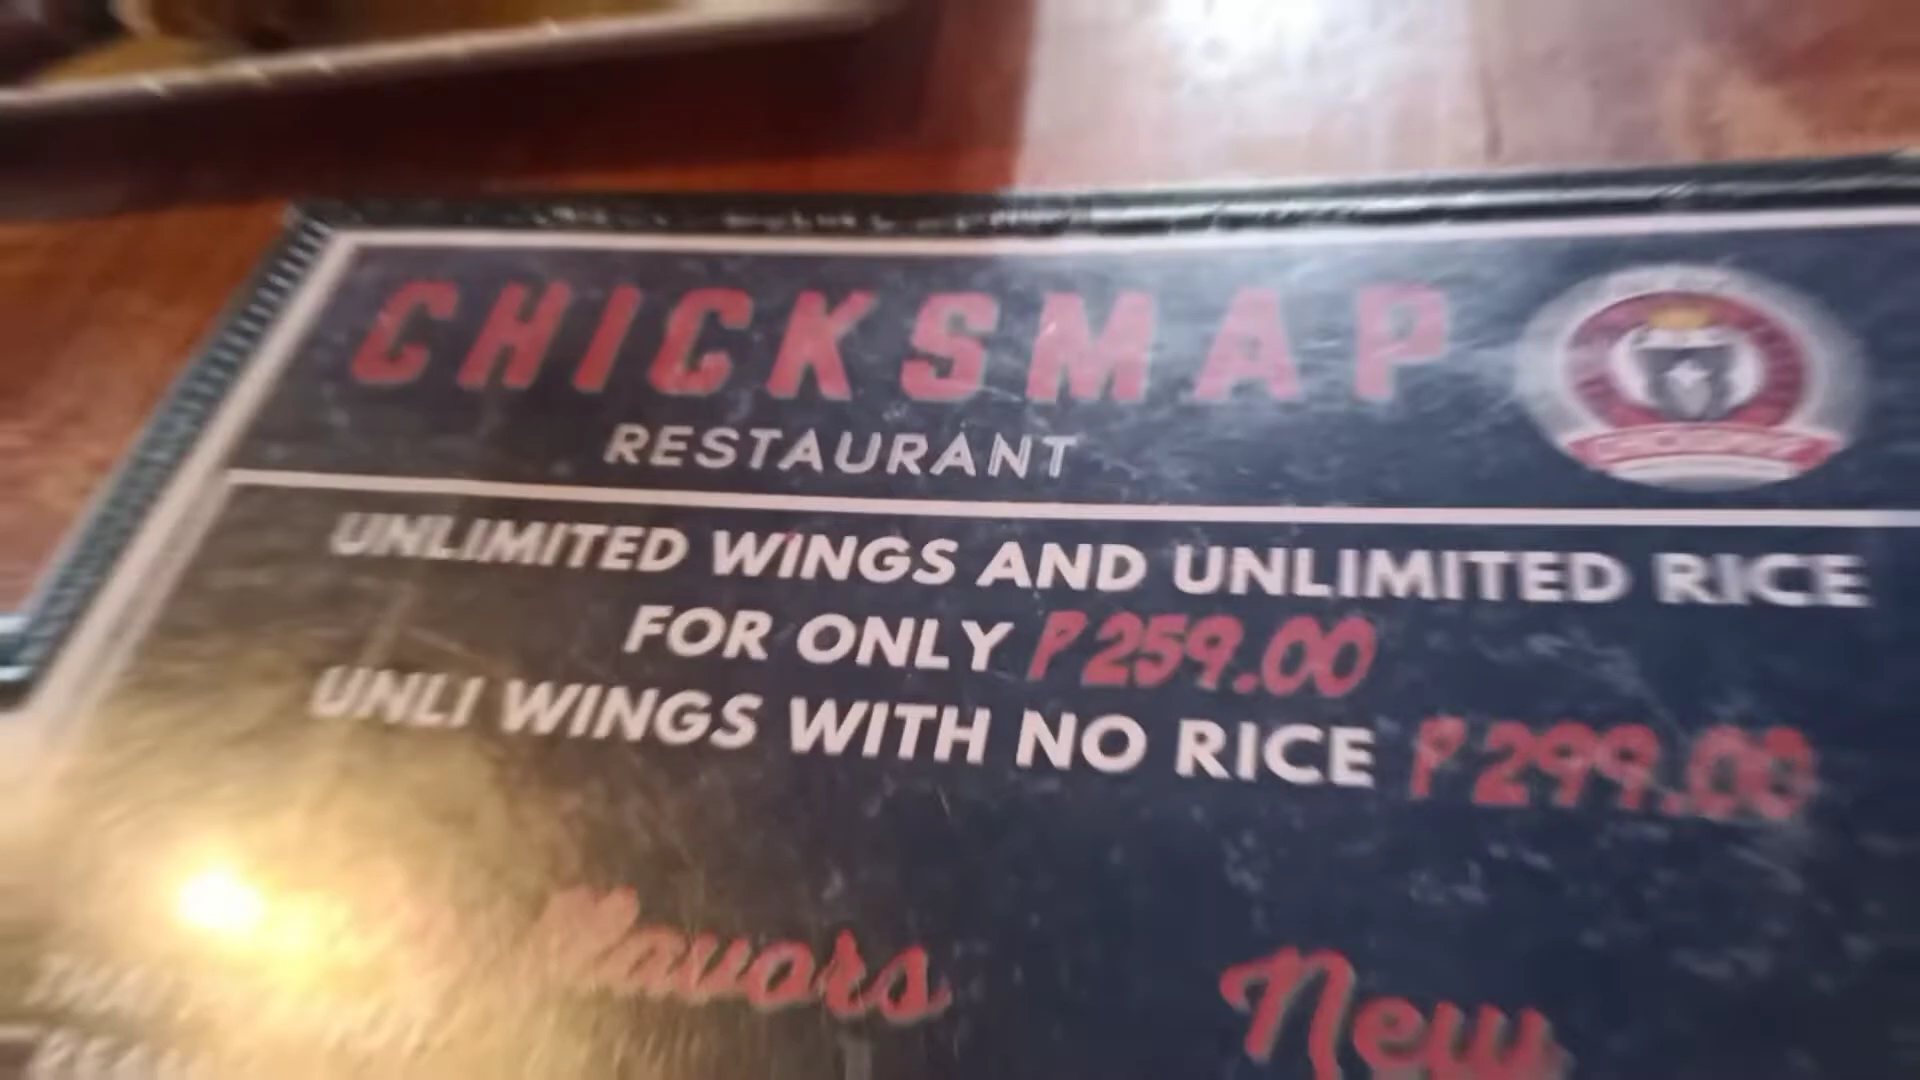 CHICKSMAP
RESTAURANT
UNLIMITED WINGS AND UNLIMITED RICE
FOR ONLY ₱259.00
UNLI WINGS WITH NO RICE ₱299.00
Flavors
New